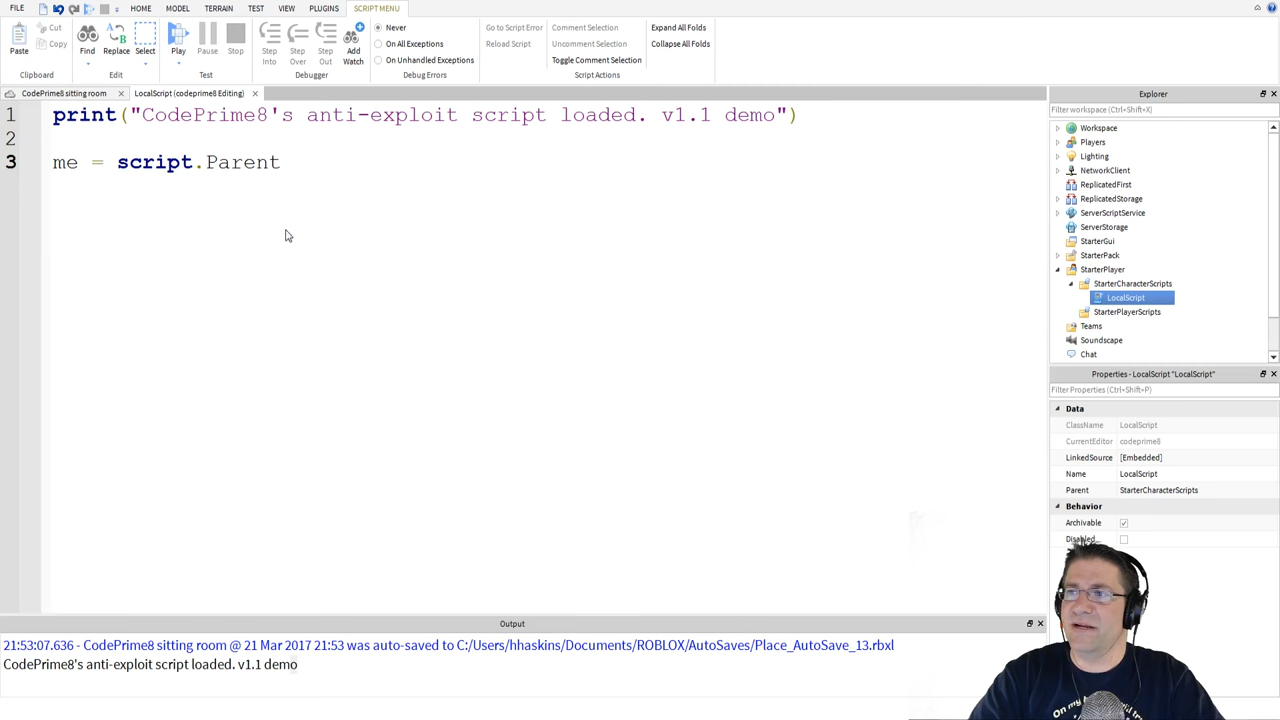 FILE HOME MODEL TERRAIN TEST VIEW PLUGINS SCRIPT MENU
Paste Cut Copy Clipboard
Find Replace Select Edit
Play Pause Stop Test
Step Into Step Over Step Out Add Watch Debugger
Never
On All Exceptions
On Unhandled Exceptions
Debug Errors
Go to Script Error
Reload Script
Comment Selection
Uncomment Selection
Toggle Comment Selection
Script Actions
Expand All Folds
Collapse All Folds
CodePrime8 sitting room x LocalScript (codeprime8 Editing) x
1 print("CodePrime8's anti-exploit script loaded. v1.1 demo")
2
3 me = script.Parent
Explorer
Filter workspace (Ctrl+Shift+X)
Workspace
Players
Lighting
NetworkClient
ReplicatedFirst
ReplicatedStorage
ServerScriptService
ServerStorage
StarterGui
StarterPack
StarterPlayer
StarterCharacterScripts
LocalScript
StarterPlayerScripts
Teams
Soundscape
Chat
Properties - LocalScript "LocalScript"
Filter Properties (Ctrl+Shift+P)
Data
ClassName LocalScript
CurrentEditor codeprime8
LinkedSource [Embedded]
Name LocalScript
Parent StarterCharacterScripts
Behavior
Archivable
Disabled
Output
21:53:07.636 - CodePrime8 sitting room @ 21 Mar 2017 21:53 was auto-saved to C:/Users/hhaskins/Documents/ROBLOX/AutoSaves/Place_AutoSave_13.rbxl
CodePrime8's anti-exploit script loaded. v1.1 demo